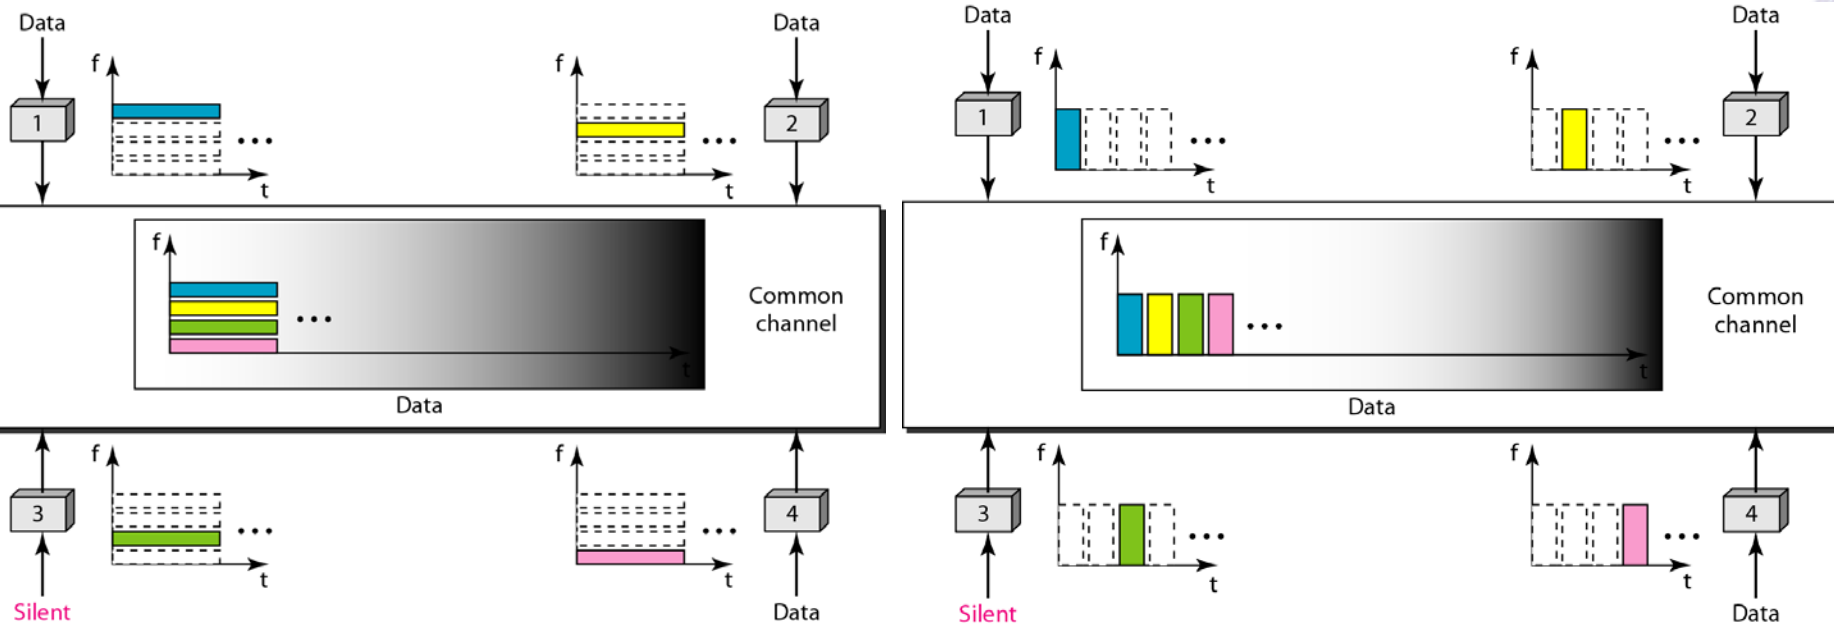 Data
f
1
...
t
Data
f
2
...
t
f
...
t
Common
channel
Data
f
3
...
t
Silent
f
4
...
t
Data
Data
f
1
...
t
Data
f
2
...
t
f
...
t
Common
channel
Data
f
3
...
t
Silent
f
4
...
t
Data